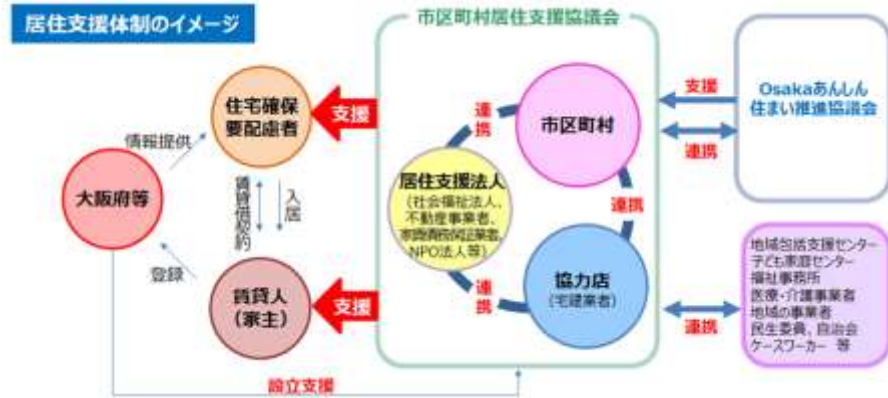 居住支援体制のイメージ
市区町村居住支援協議会
住宅確保
要配慮者
支援
連携
市区町村
支援
Osakaあんしん
住まい推進協議会
連携
情報提供
大阪府等
賃貸借契約
入居
居住支援法人
(社会福祉法人、
不動産事業者、
家賃債務保証業者、
NPO法人等)
連携
登録
賃貸人
(家主)
支援
連携
協力店
(宅建業者)
連携
地域包括支援センター
子ども家庭センター
福祉事務所
医療・介護事業者
地域の事業者
民生委員、自治会
ケースワーカー 等
設立支援